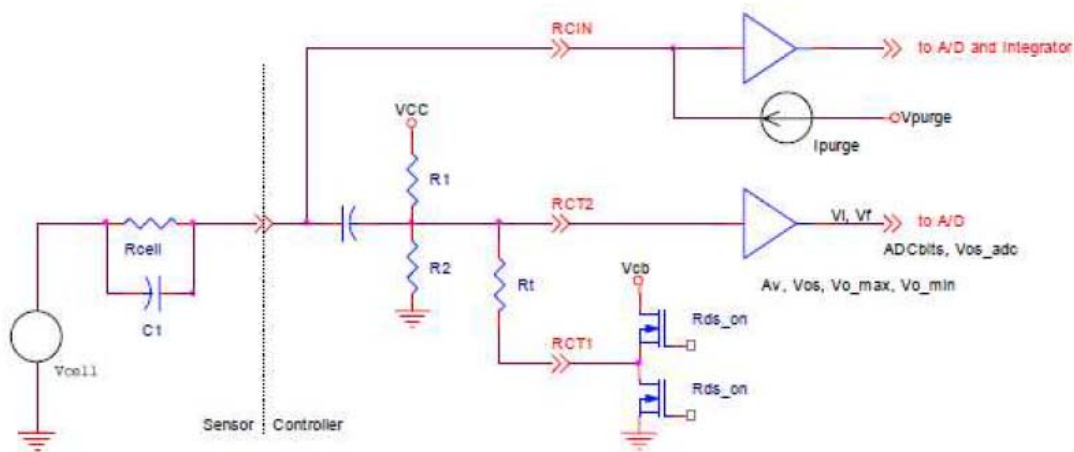 RCIN
to A/D and Integrator
VCC
Vpurge
Ipurge
R1
RCT2
Vi, Vf
to A/D
Rcell
ADCbits, Vos_adc
R2
Rt
Vcb
Av, Vos, Vo_max, Vo_min
C1
Rds_on
RCT1
Vcell
Rds_on
Sensor
Controller